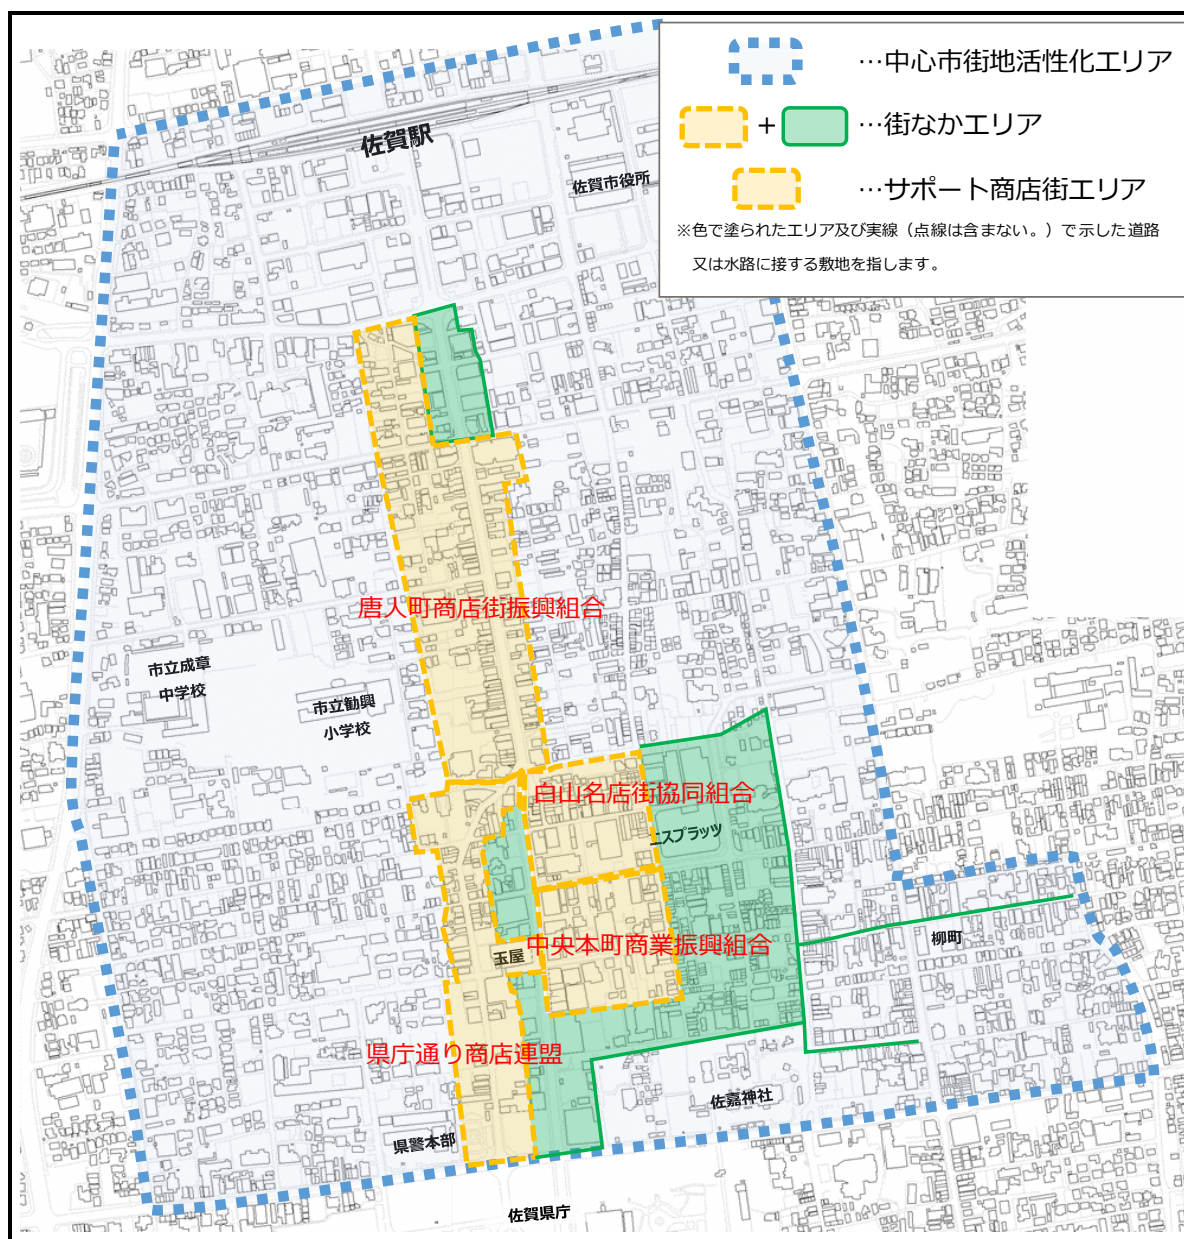 …中心市街地活性化エリア
+ …街なかエリア
…サポート商店街エリア
※色で塗られたエリア及び実線（点線は含まない。）で示した道路
又は水路に接する敷地を指します。
佐賀駅
佐賀市役所
唐人町商店街振興組合
市立成章
中学校
市立勧興
小学校
白山名店街協同組合
エスプラッツ
中央本町商業振興組合
玉屋
柳町
県庁通り商店連盟
佐嘉神社
県警本部
佐賀県庁